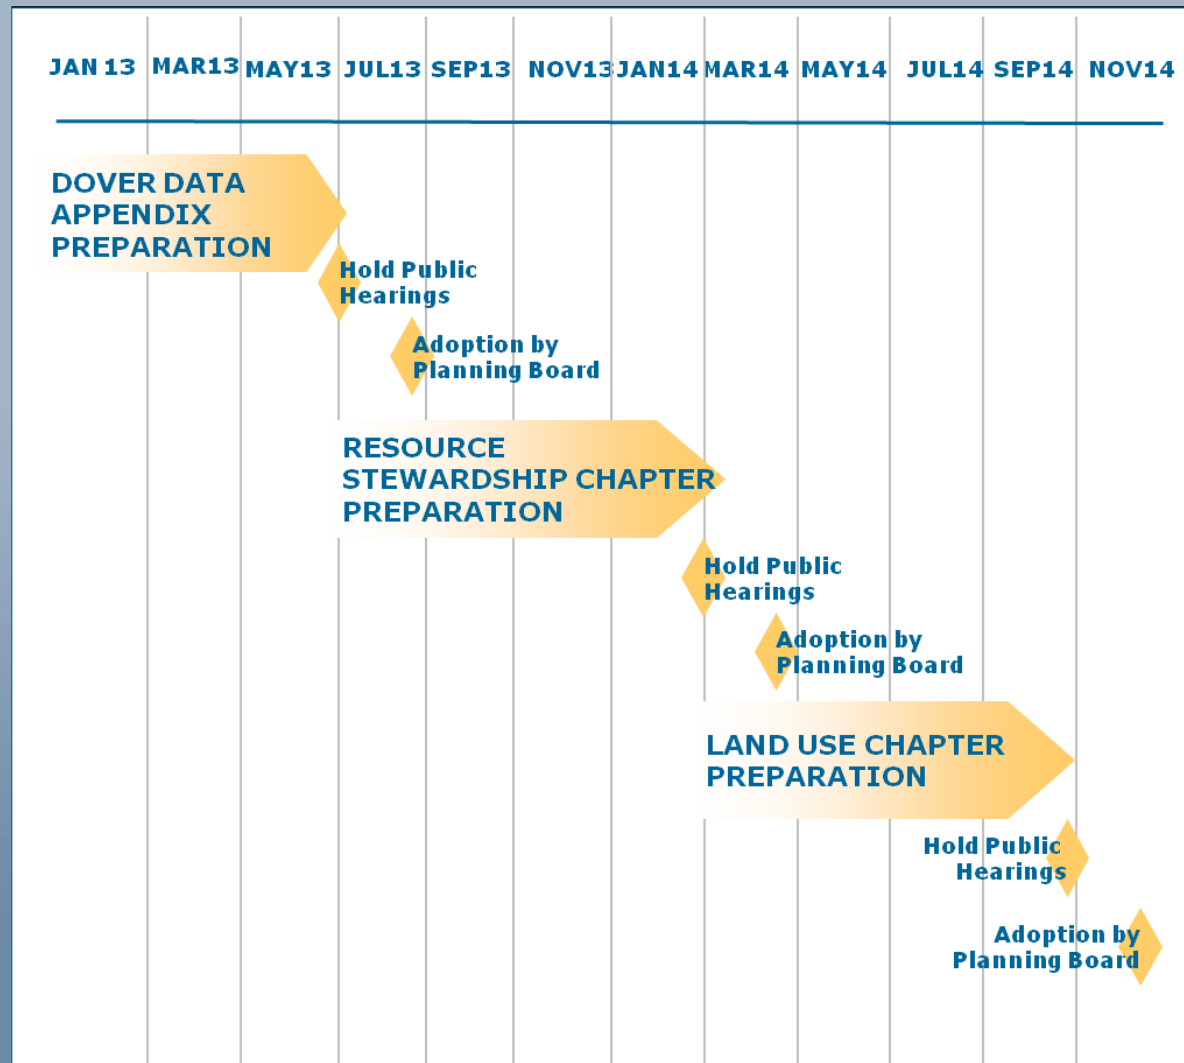 JAN 13 MAR13 MAY13 JUL13 SEP13 NOV13 JAN14 MAR14 MAY14 JUL14 SEP14 NOV14
DOVER DATA
APPENDIX
PREPARATION
Hold Public
Hearings
Adoption by
Planning Board
RESOURCE
STEWARDSHIP CHAPTER
PREPARATION
Hold Public
Hearings
Adoption by
Planning Board
LAND USE CHAPTER
PREPARATION
Hold Public
Hearings
Adoption by
Planning Board